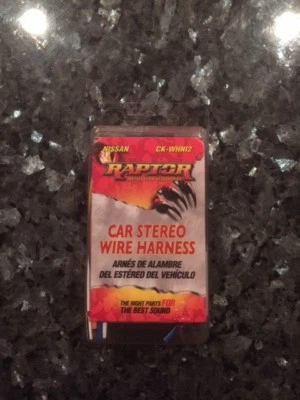 NISSAN CK-WHNI2
RAPTOR
CAR STEREO
WIRE HARNESS
ARNÉS DE ALAMBRE
DEL ESTÉREO DEL VEHÍCULO
THE RIGHT PARTS FOR
THE BEST SOUND